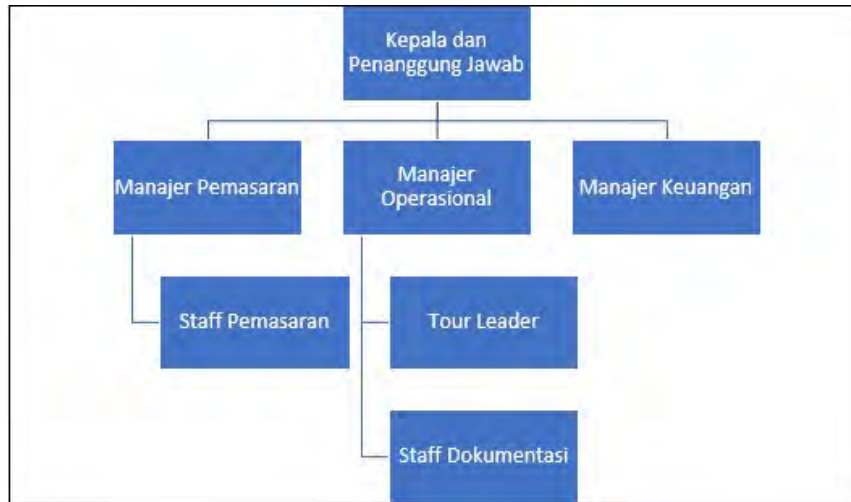 Kepala dan
Penanggung Jawab
Manajer Pemasaran
Manajer
Operasional
Manajer Keuangan
Staff Pemasaran
Tour Leader
Staff Dokumentasi